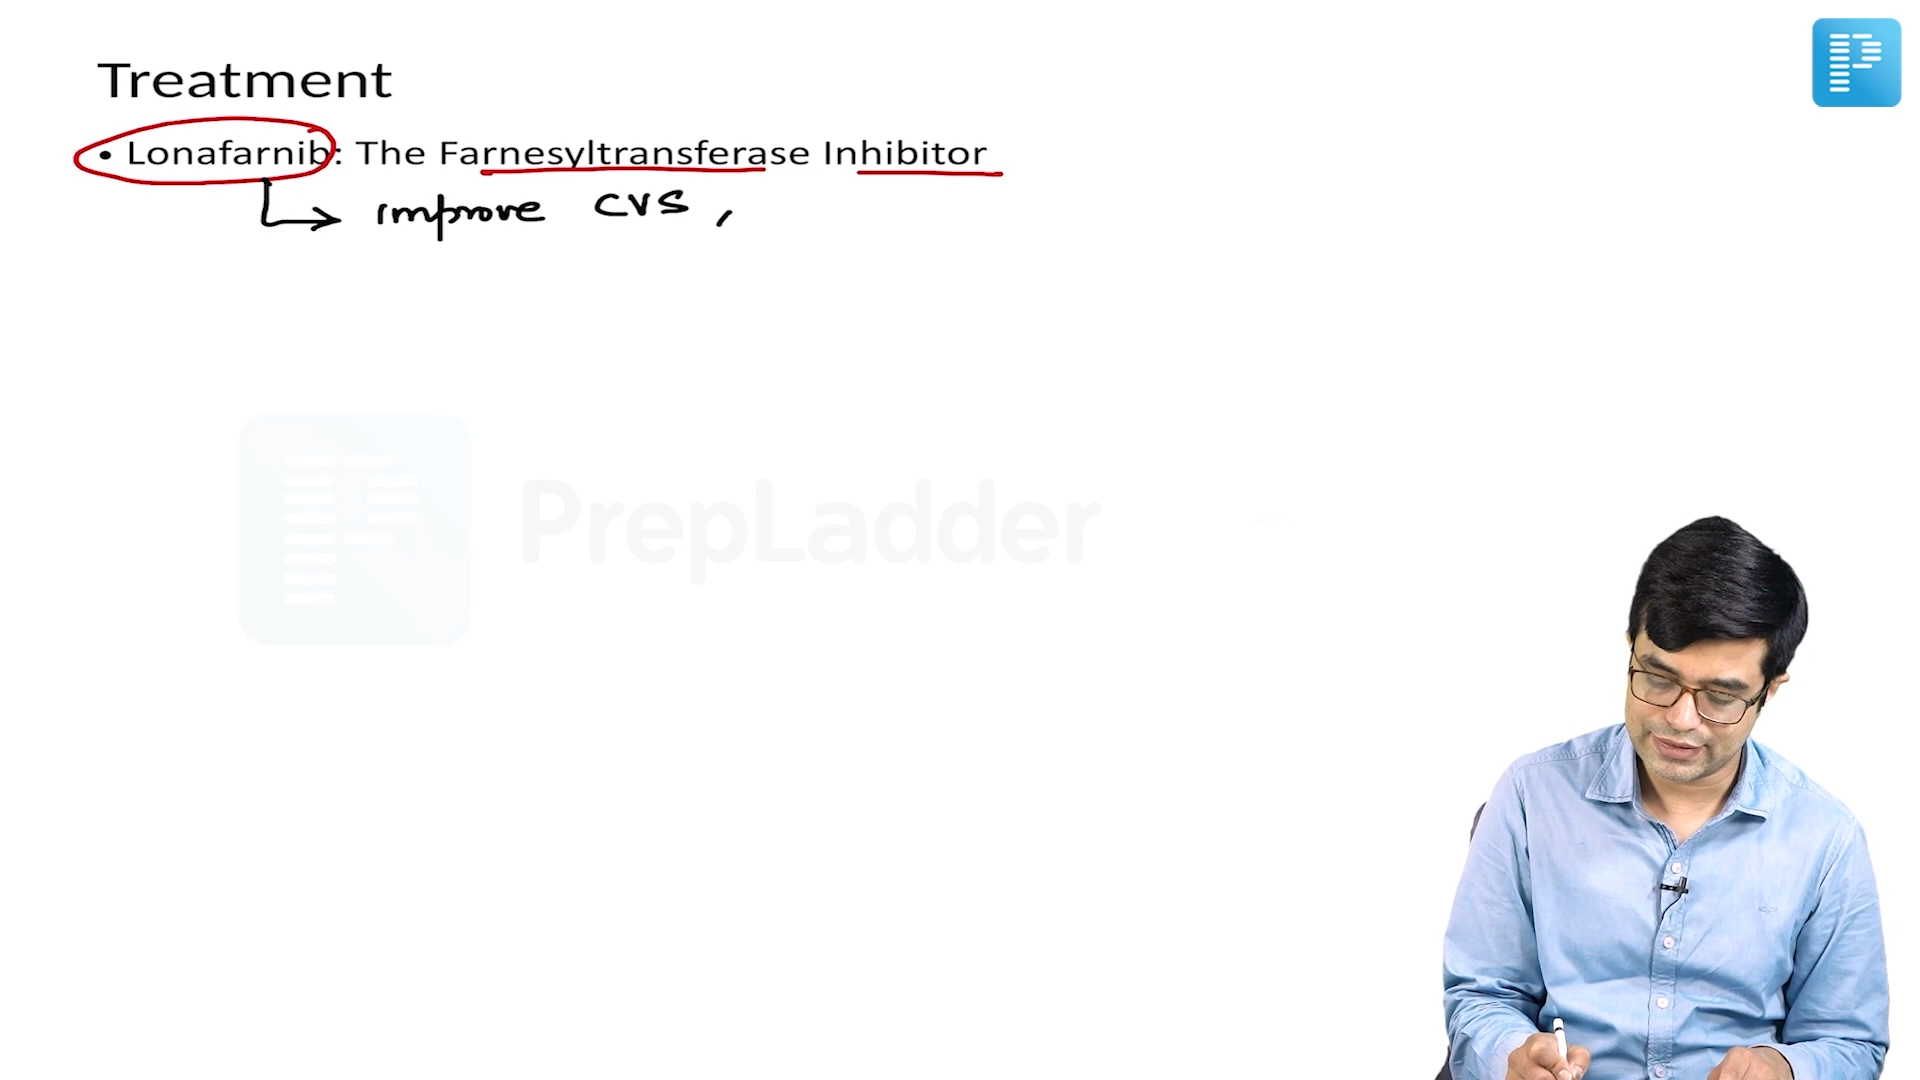 Treatment
• Lonafarnib: The Farnesyltransferase Inhibitor
improve CVS,
PrepLadder